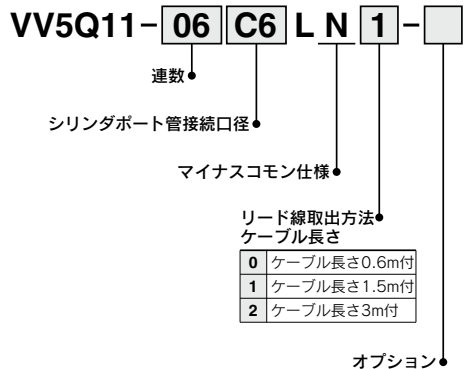 VV5Q11-06 C6 L N 1-
連数
シリンダポート管接続口径
マイナスコモン仕様
リード線取出方法
ケーブル長さ
0 ケーブル長さ0.6m付
1 ケーブル長さ1.5m付
2 ケーブル長さ3m付
オプション